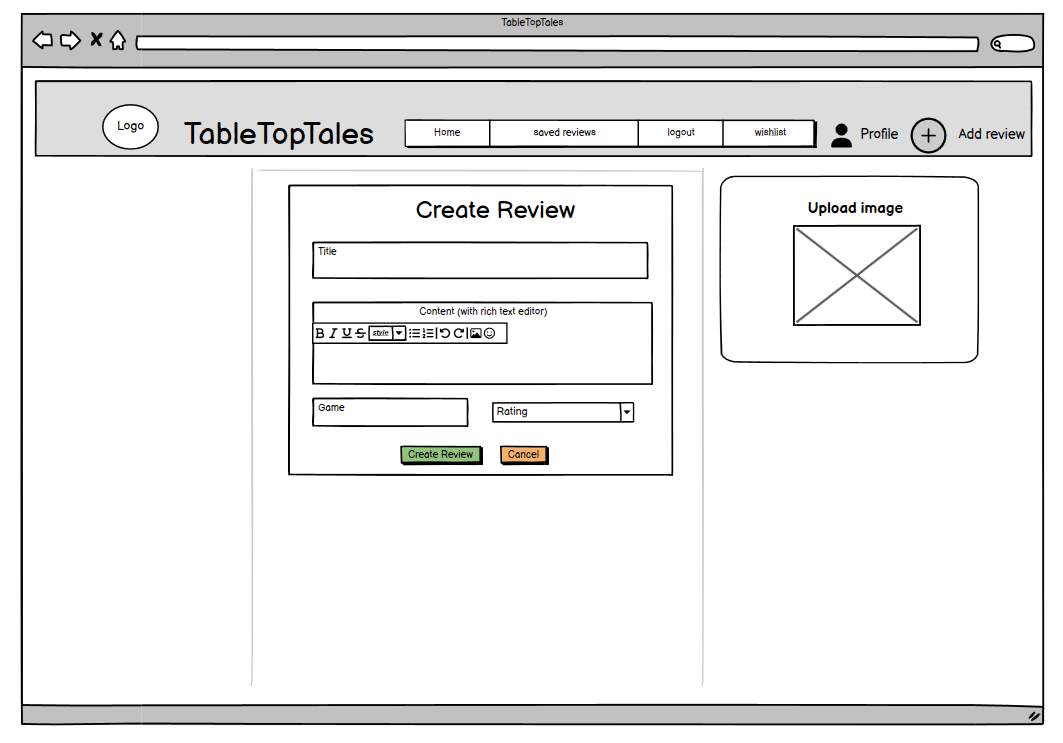 TableTopTales
Logo
TableTopTales
Home
saved reviews
logout
wishlist
Profile
Add review
Create Review
Title
Content (with rich text editor)
B I U S style
Game
Rating
Create Review
Cancel
Upload image